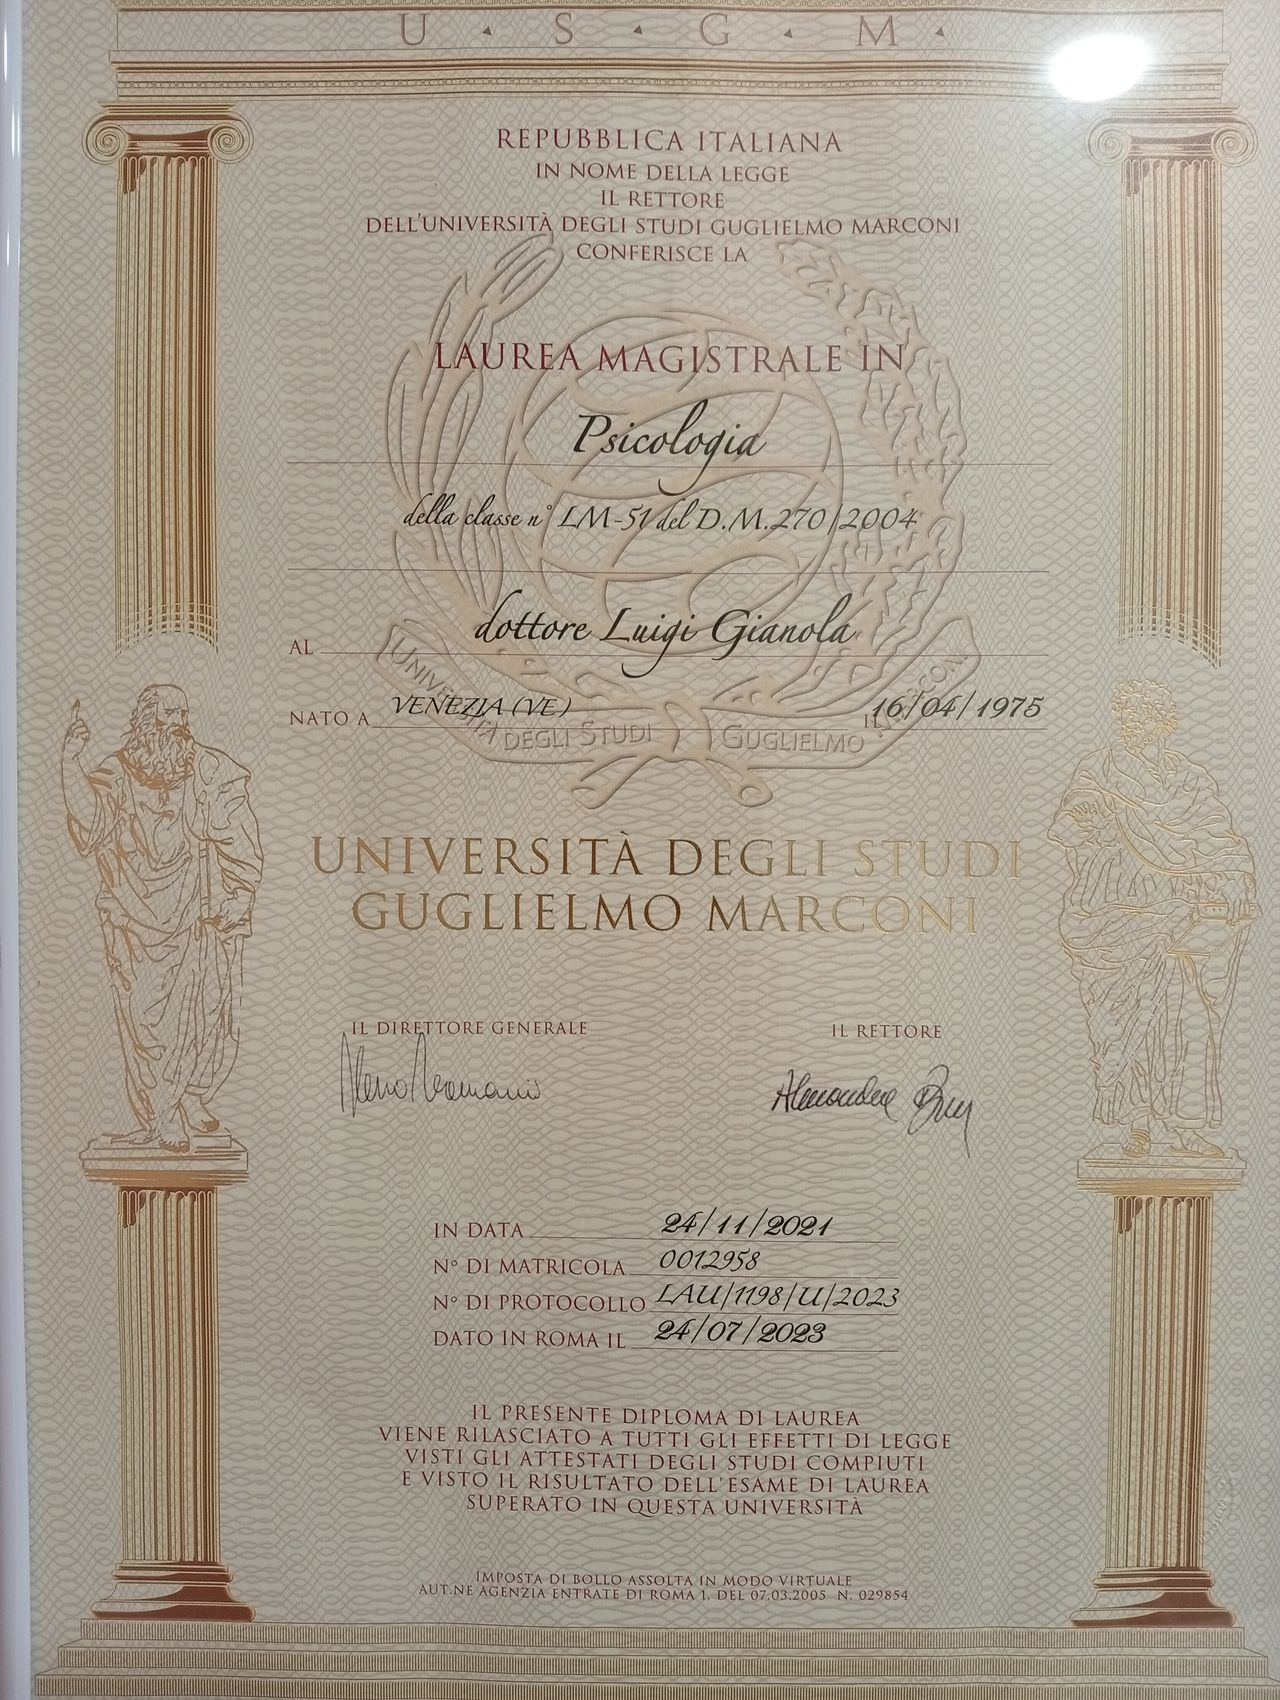 U · S · G · M ·
REPUBBLICA ITALIANA
IN NOME DELLA LEGGE
IL RETTORE
DELL'UNIVERSITÀ DEGLI STUDI GUGLIELMO MARCONI
CONFERISCE LA
LAUREA MAGISTRALE IN
Psicologia
della classe n° LM-51 del D.M.270/2004
AL dottore Luigi Gianola
NATO A VENEZIA (VE) IL 16/04/1975
UNIVERSITÀ DEGLI STUDI GUGLIELMO MARCONI
UNIVERSITÀ DEGLI STUDI
GUGLIELMO MARCONI
IL DIRETTORE GENERALE IL RETTORE
IN DATA 24/11/2021
N° DI MATRICOLA 0012958
N° DI PROTOCOLLO LAU/1198/U/2023
DATO IN ROMA IL 24/07/2023
IL PRESENTE DIPLOMA DI LAUREA
VIENE RILASCIATO A TUTTI GLI EFFETTI DI LEGGE
VISTI GLI ATTESTATI DEGLI STUDI COMPIUTI
E VISTO IL RISULTATO DELL'ESAME DI LAUREA
SUPERATO IN QUESTA UNIVERSITÀ
IMPOSTA DI BOLLO ASSOLTA IN MODO VIRTUALE
AUT.NE AGENZIA ENTRATE DI ROMA 1, DEL 07.03.2005 N. 029854